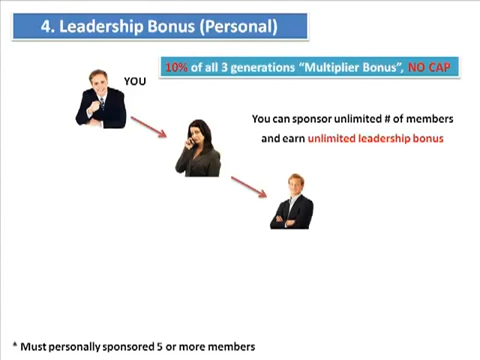 4. Leadership Bonus (Personal)
10% of all 3 generations “Multiplier Bonus”, NO CAP
YOU
You can sponsor unlimited # of members
and earn unlimited leadership bonus
* Must personally sponsored 5 or more members